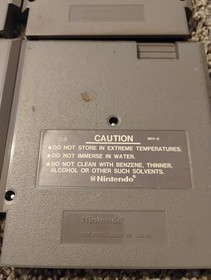 CAUTION
REV-A
•DO NOT STORE IN EXTREME TEMPERATURES.
•DO NOT IMMERSE IN WATER.
•DO NOT CLEAN WITH BENZENE, THINNER,
ALCOHOL OR OTHER SUCH SOLVENTS.
Nintendo
Nintendo